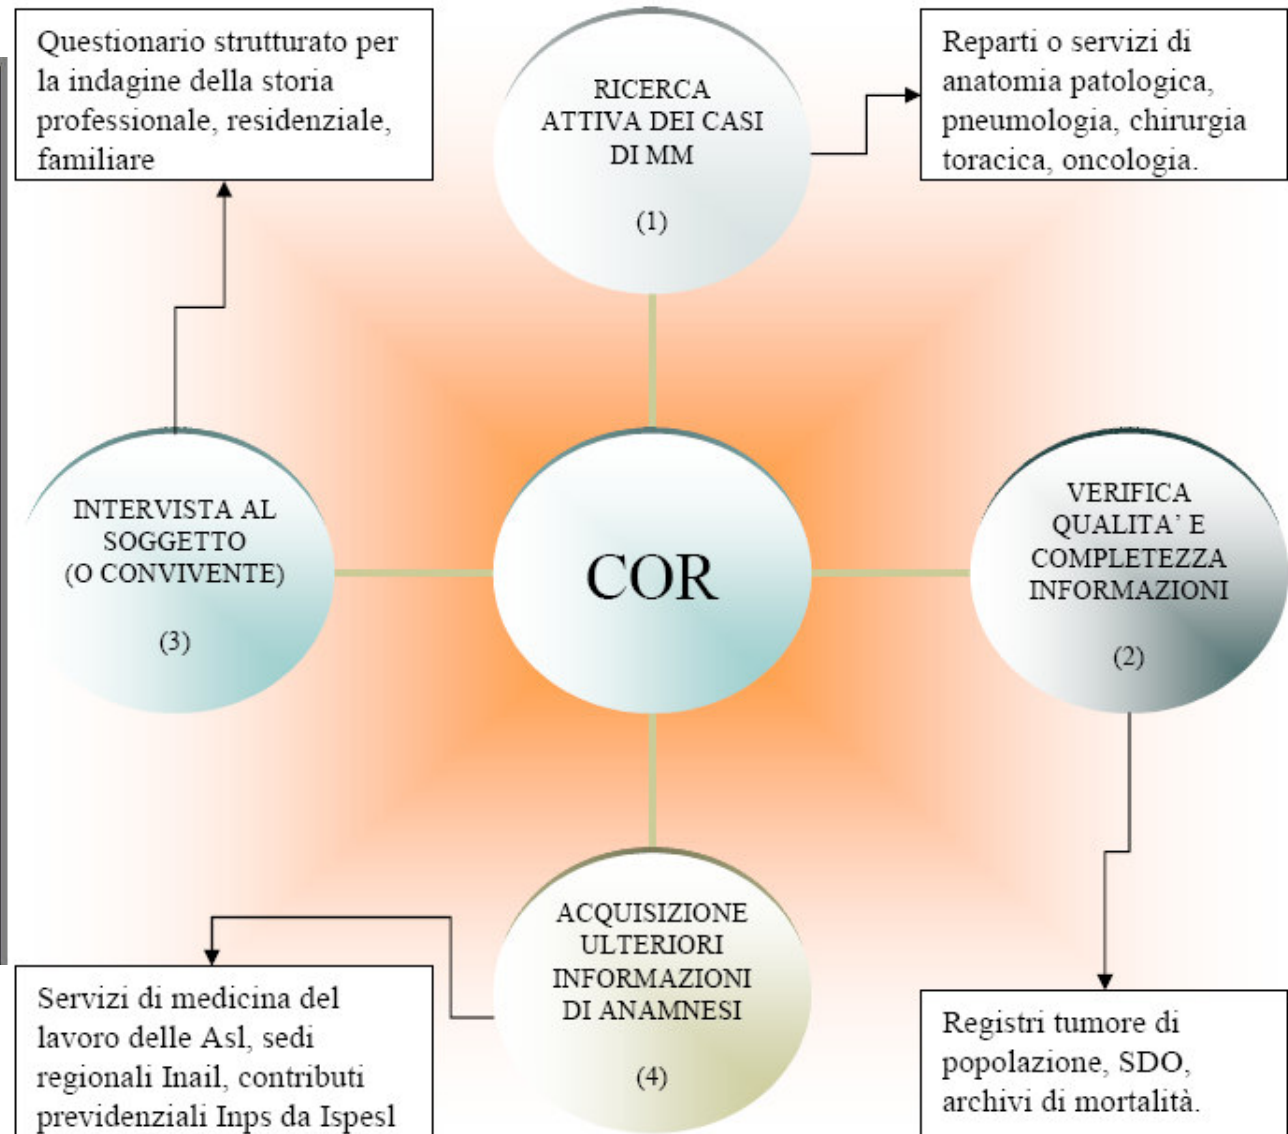 Questionario strutturato per
la indagine della storia
professionale, residenziale,
familiare
RICERCA
ATTIVA DEI CASI
DI MM
(1)
Reparti o servizi di
anatomia patologica,
pneumologia, chirurgia
toracica, oncologia.
INTERVISTA AL
SOGGETTO
(O CONVIVENTE)
(3)
COR
VERIFICA
QUALITA’ E
COMPLETEZZA
INFORMAZIONI
(2)
ACQUISIZIONE
ULTERIORI
INFORMAZIONI
DI ANAMNESI
(4)
Servizi di medicina del
lavoro delle Asl, sedi
regionali Inail, contributi
previdenziali Inps da Ispesl
Registri tumore di
popolazione, SDO,
archivi di mortalità.